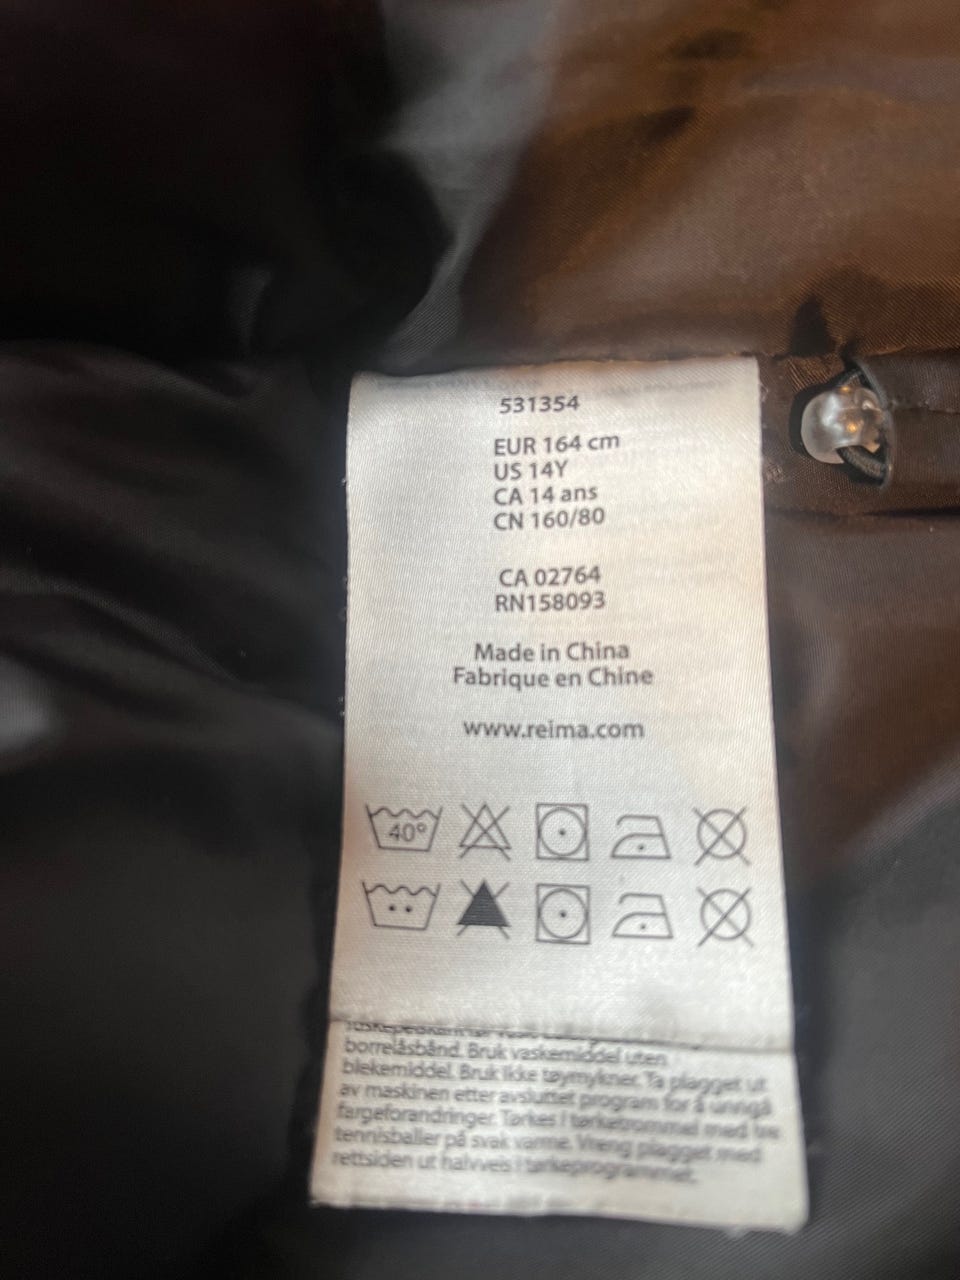 531354
EUR 164 cm
US 14Y
CA 14 ans
CN 160/80
CA 02764
RN158093
Made in China
Fabrique en Chine
www.reima.com
40°
borrelåsbånd. Bruk vaskemiddel uten
blekemiddel. Bruk ikke tøymykner. Ta plagget ut
av maskinen etter avsluttet program for å unngå
fargeforandringer. Tørkes i tørketrommel med tre
tennisballer på svak varme. Vreng plagget med
rettsiden ut halvveis i tørkeprogrammet.